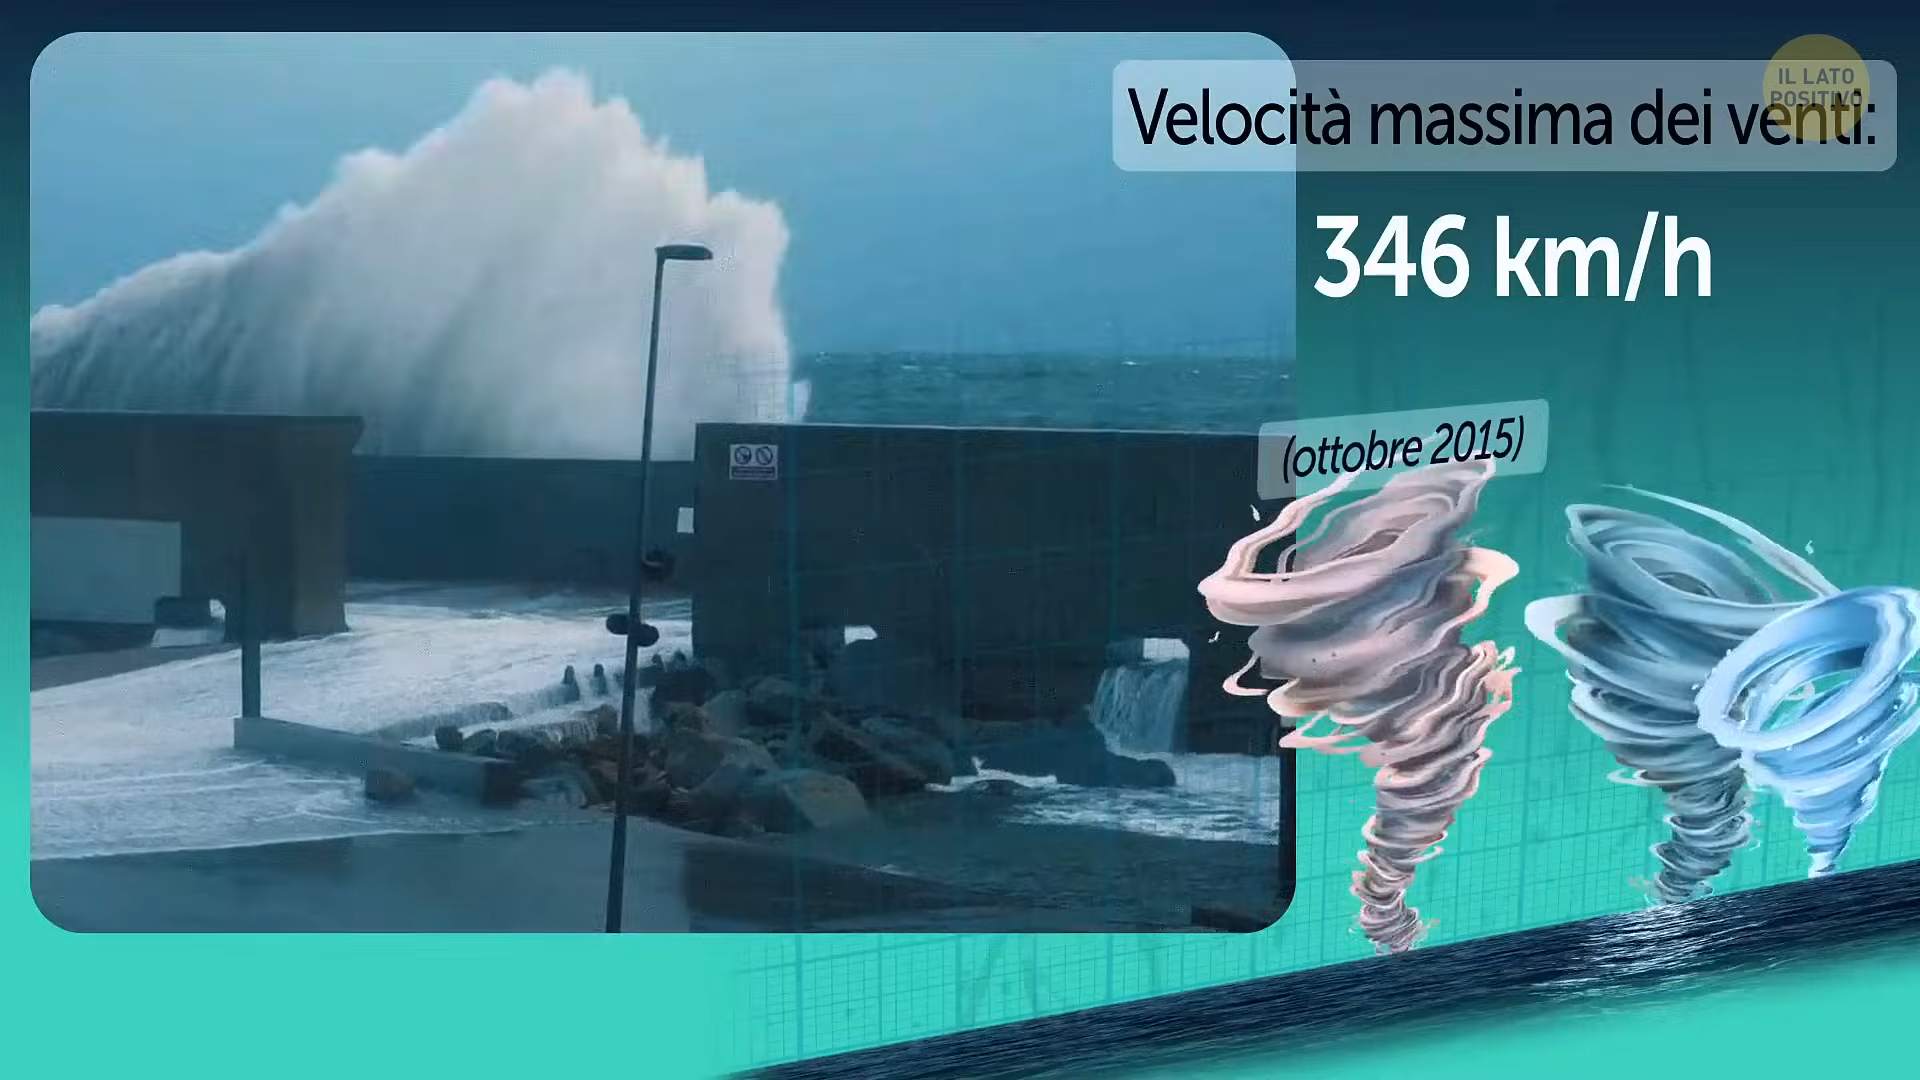 IL LATO
POSITIVO
Velocità massima dei venti:
346 km/h
(ottobre 2015)